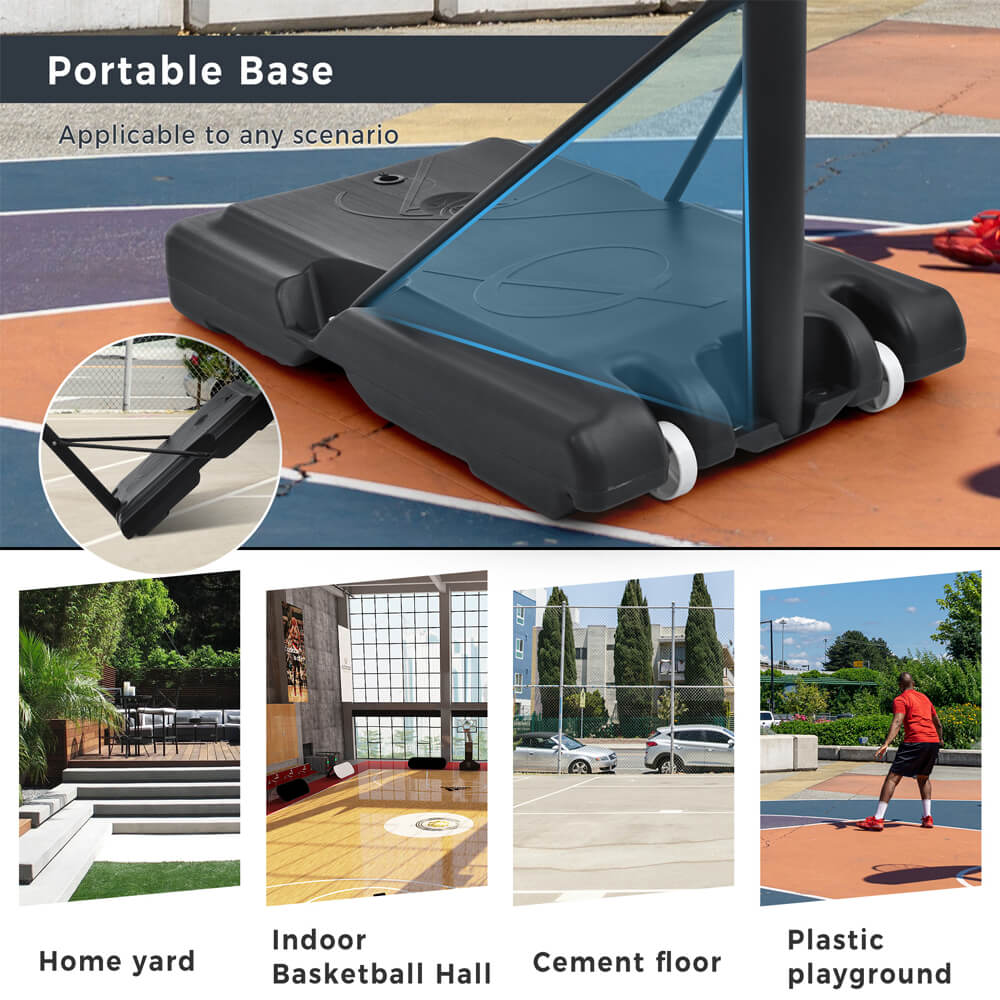 Portable Base
Applicable to any scenario
Home yard
Indoor
Basketball Hall
Cement floor
Plastic
playground